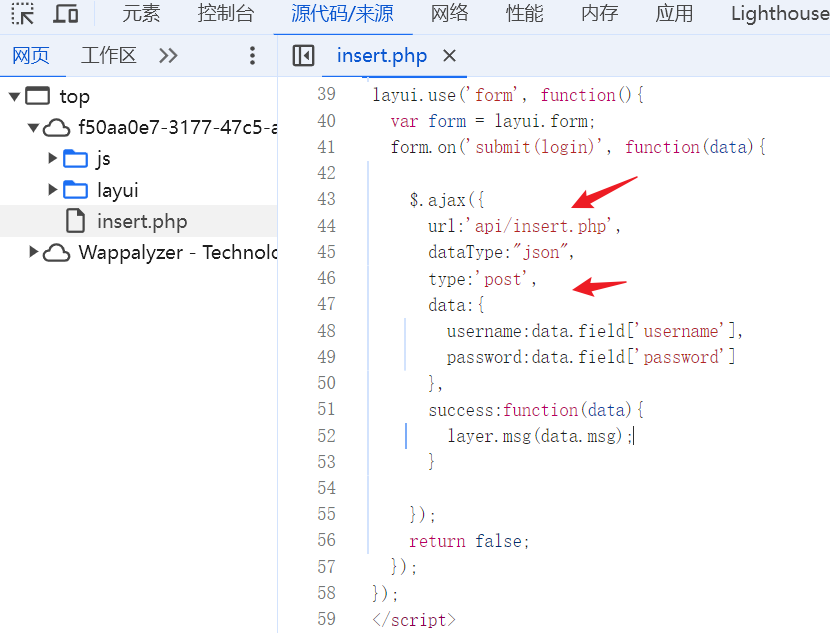 元素 控制台 源代码/来源 网络 性能 内存 应用 Lighthouse
网页 工作区 insert.php
top
f50aa0e7-3177-47c5-a
js
layui
insert.php
Wappalyzer - Technolo
39 layui.use('form', function(){
40 var form = layui.form;
41 form.on('submit(login)', function(data){
42
43 $.ajax({
44 url:'api/insert.php',
45 dataType:"json",
46 type:'post',
47 data:{
48 username:data.field['username'],
49 password:data.field['password']
50 },
51 success:function(data){
52 layer.msg(data.msg);
53 }
54
55 });
56 return false;
57 });
58 });
59 </script>